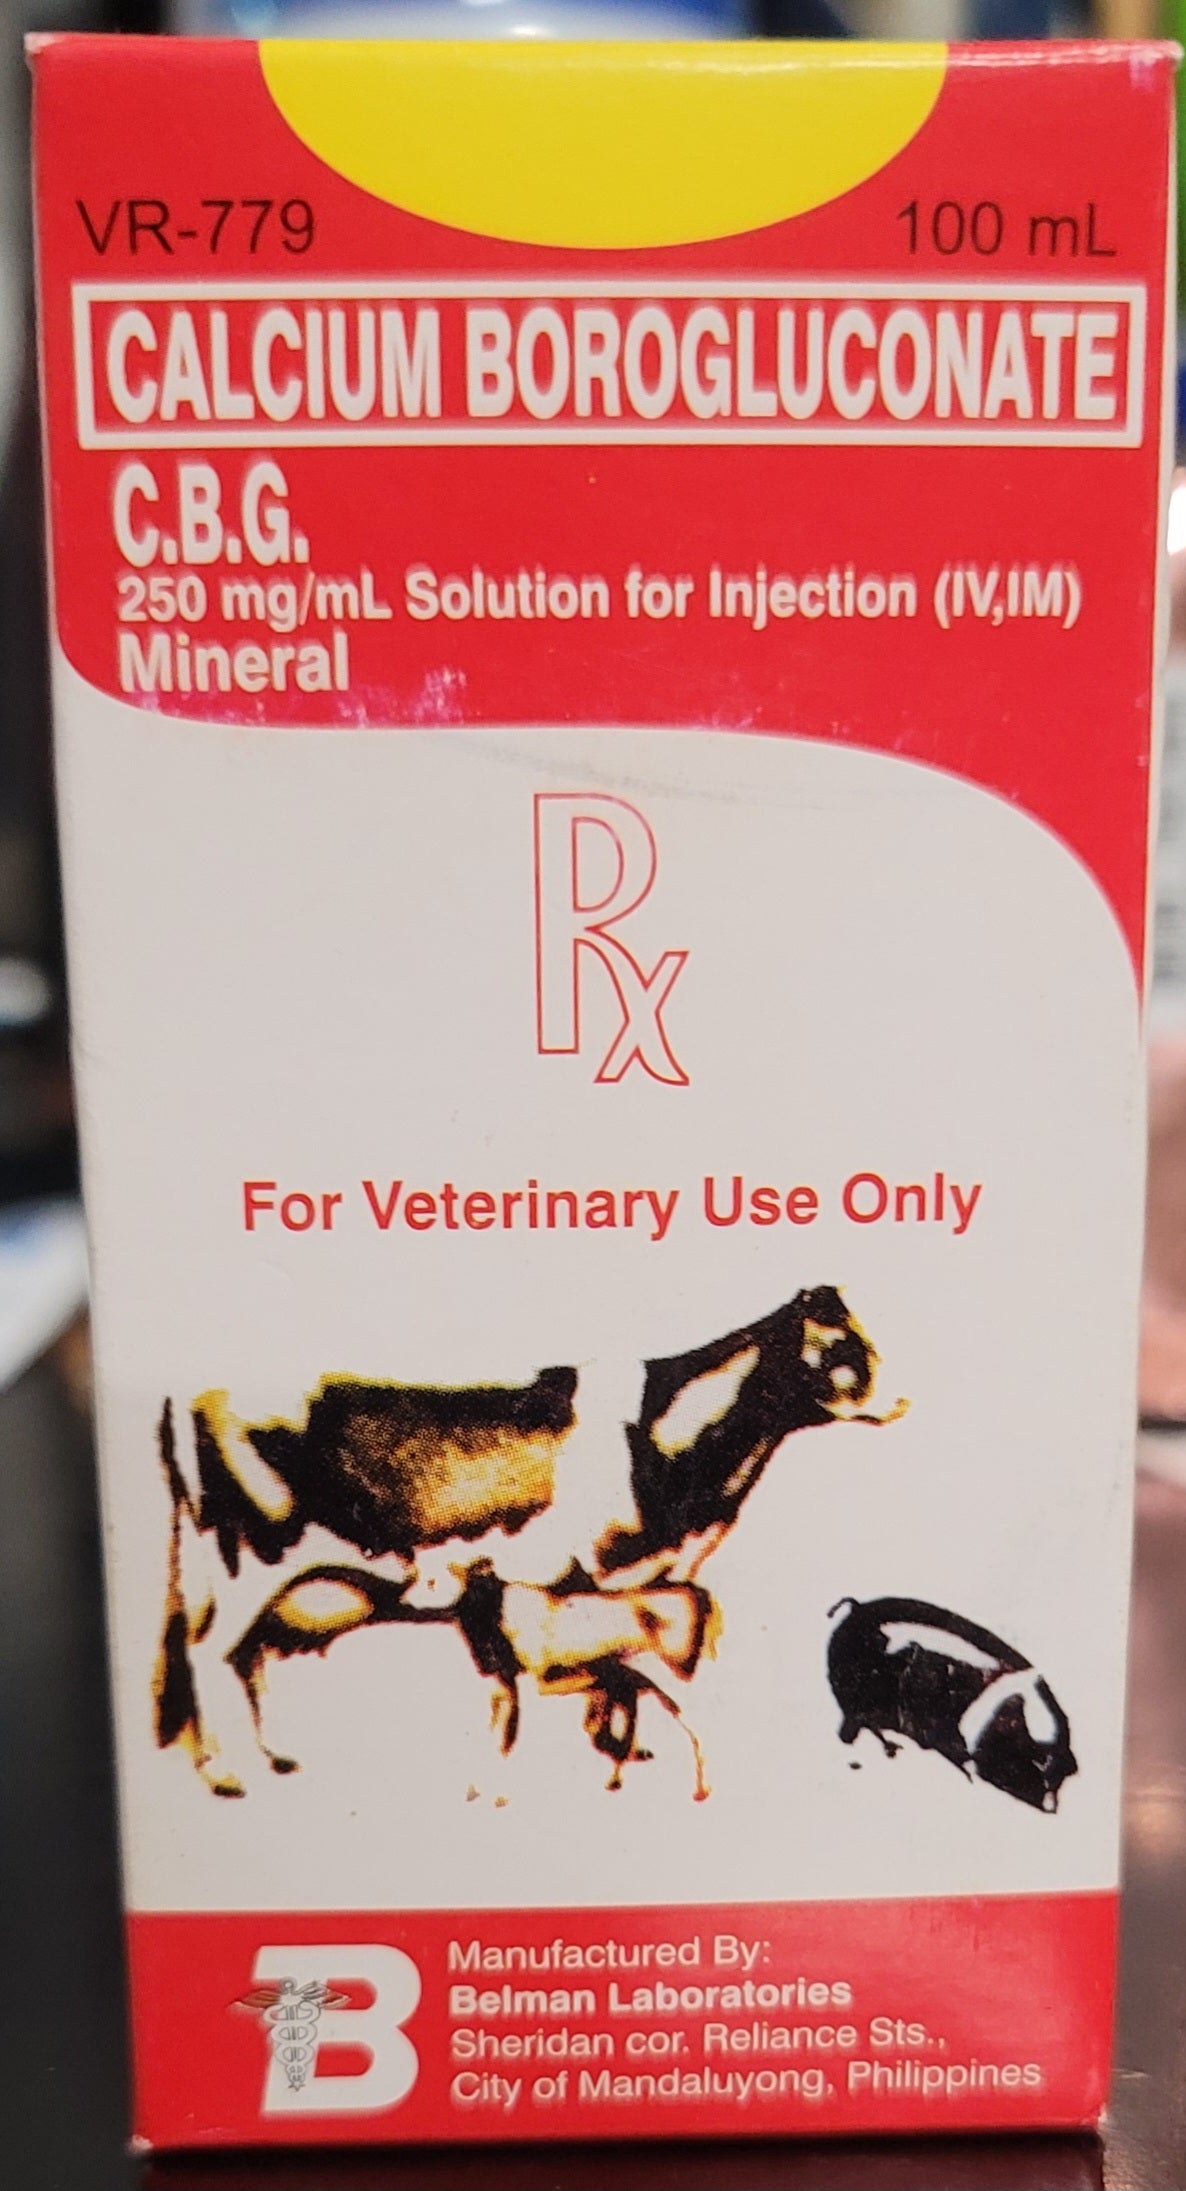 VR-779
100 mL
CALCIUM BOROGLUCONATE
C.B.G.
250 mg/mL Solution for Injection (IV,IM)
Mineral
Rx
For Veterinary Use Only
B
Manufactured By:
Belman Laboratories
Sheridan cor. Reliance Sts.,
City of Mandaluyong, Philippines